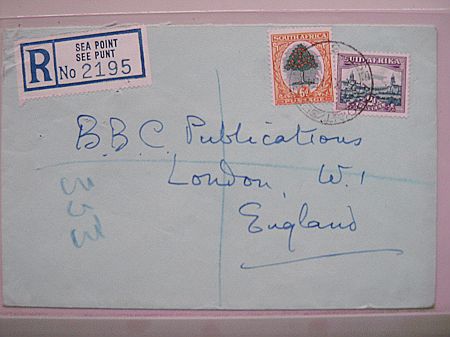 R
SEA POINT
SEE PUNT
No 2195
SOUTH AFRICA
6d
SUID-AFRIKA
B.B.C. Publications
London, W.1
England